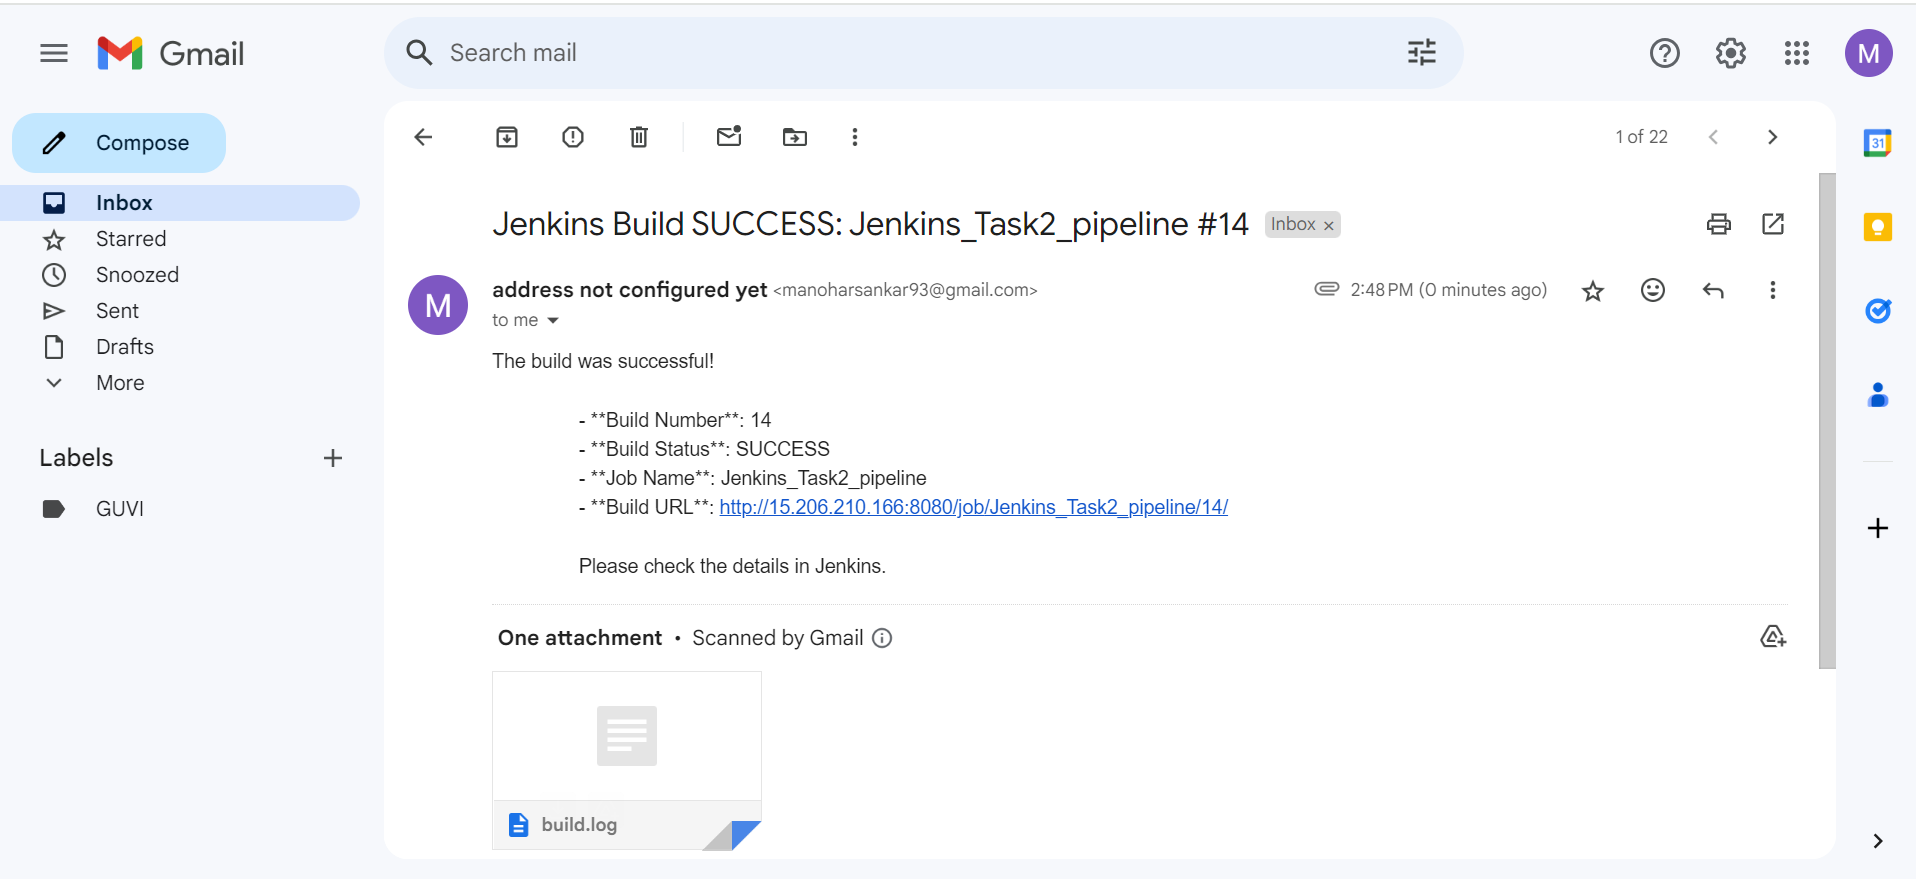 Gmail
Search mail
M
Compose
1 of 22
Inbox
Starred
Snoozed
Sent
Drafts
More
Labels
GUVI
Jenkins Build SUCCESS: Jenkins_Task2_pipeline #14 Inbox ×
M
address not configured yet <manoharsankar93@gmail.com> 2:48 PM (0 minutes ago)
to me
The build was successful!
- **Build Number**: 14
- **Build Status**: SUCCESS
- **Job Name**: Jenkins_Task2_pipeline
- **Build URL**: http://15.206.210.166:8080/job/Jenkins_Task2_pipeline/14/
Please check the details in Jenkins.
One attachment • Scanned by Gmail
build.log
31